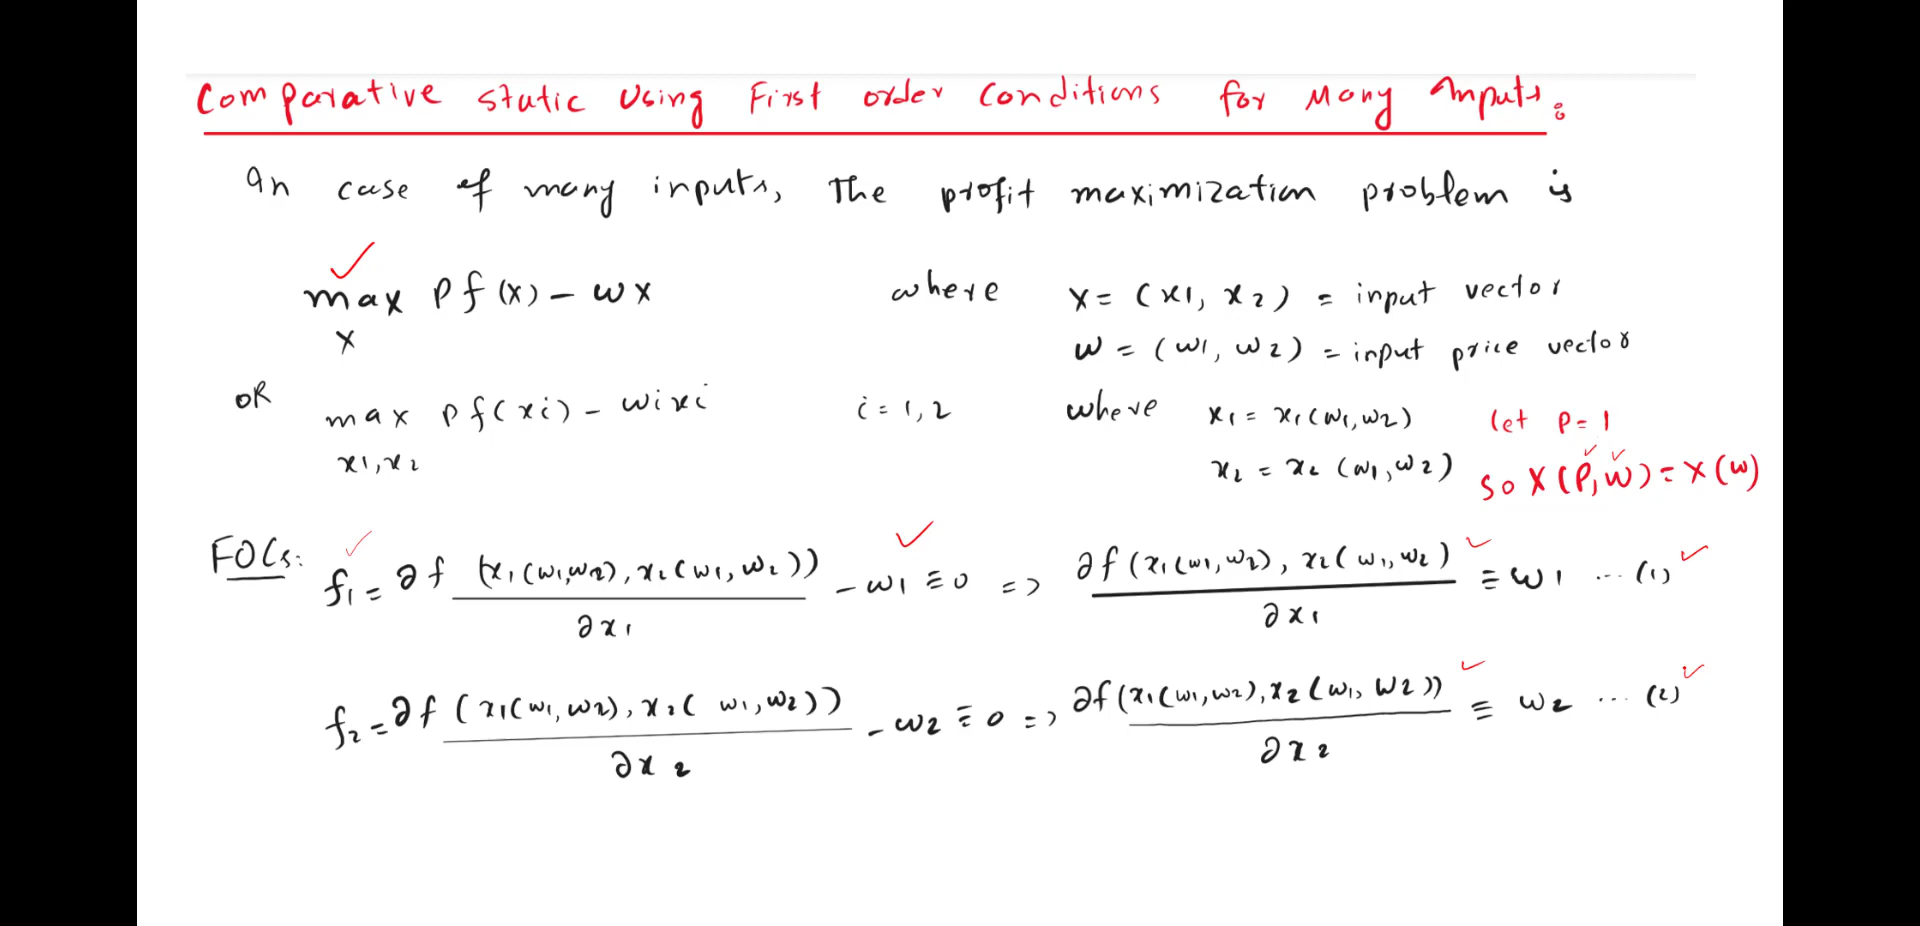 Comparative static Using First order Conditions for Many Inputs:
In case of many inputs, The profit maximization problem is
max P f(x) - wx where X = (x1, x2) = input vector
x
w = (w1, w2) = input price vector
OR max P f(xi) - wixi i = 1, 2 where x1 = x1(w1,w2) let P = 1
x1, x2 x2 = x2 (w1, w2) So X(P, w) = X(w)
FOCs: f1 = ∂f (x1(w1,w2), x2(w1, w2)) / ∂x1 - w1 ≡ 0 => ∂f(x1(w1,w2), x2(w1,w2) / ∂x1 ≡ w1 ...(1)
f2 = ∂f (x1(w1,w2), x2(w1,w2)) / ∂x2 - w2 ≡ 0 => ∂f(x1(w1,w2), x2(w1, w2)) / ∂x2 ≡ w2 ...(2)